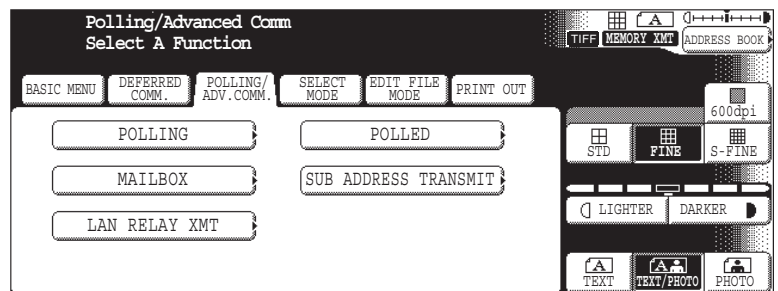 Polling/Advanced Comm
Select A Function
TIFF MEMORY XMT ADDRESS BOOK
BASIC MENU
DEFERRED
COMM.
POLLING/
ADV.COMM.
SELECT
MODE
EDIT FILE
MODE
PRINT OUT
600dpi
POLLING
POLLED
STD FINE S-FINE
MAILBOX
SUB ADDRESS TRANSMIT
LIGHTER DARKER
LAN RELAY XMT
A
TEXT
A
TEXT/PHOTO
PHOTO
A